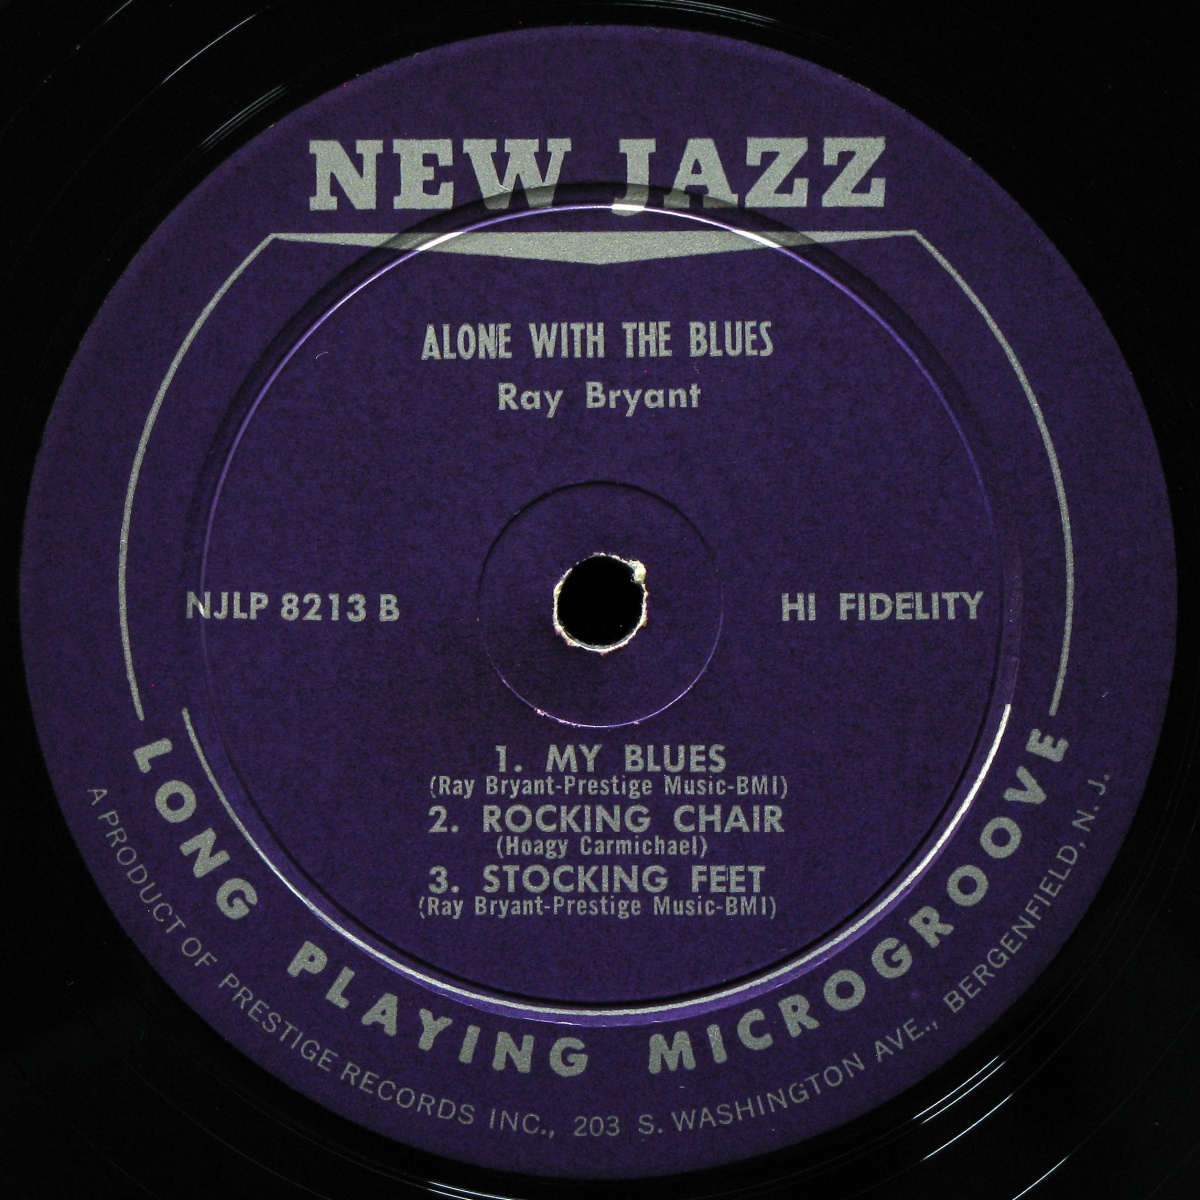 NEW JAZZ
ALONE WITH THE BLUES
Ray Bryant
NJLP 8213 B
HI FIDELITY
1. MY BLUES
(Ray Bryant-Prestige Music-BMI)
2. ROCKING CHAIR
(Hoagy Carmichael)
3. STOCKING FEET
(Ray Bryant-Prestige Music-BMI)
LONG PLAYING MICROGROOVE
A PRODUCT OF PRESTIGE RECORDS INC., 203 S. WASHINGTON AVE., BERGENFIELD, N. J.